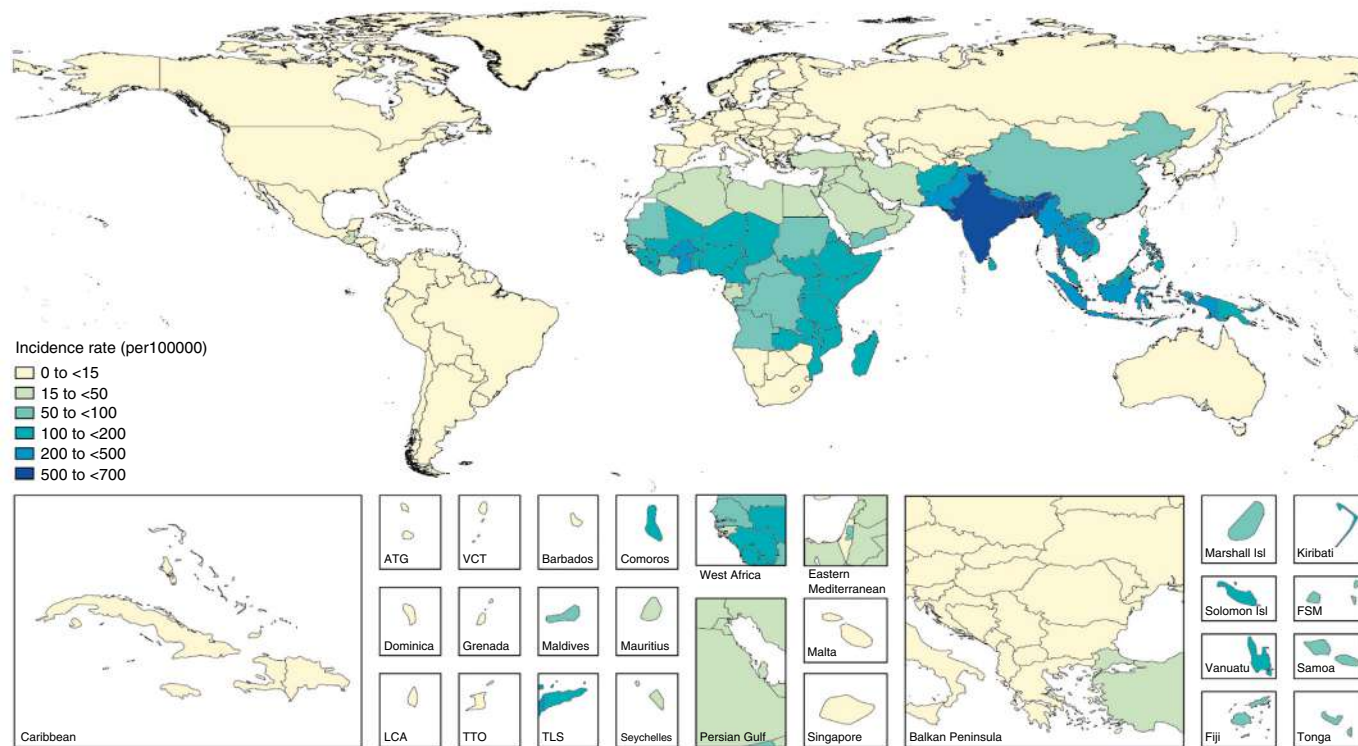 Incidence rate (per100000)
0 to <15
15 to <50
50 to <100
100 to <200
200 to <500
500 to <700
Caribbean
ATG
VCT
Barbados
Comoros
Dominica
Grenada
Maldives
Mauritius
LCA
TTO
TLS
Seychelles
West Africa
Eastern
Mediterranean
Persian Gulf
Malta
Singapore
Balkan Peninsula
Marshall Isl
Kiribati
Solomon Isl
FSM
Vanuatu
Samoa
Fiji
Tonga